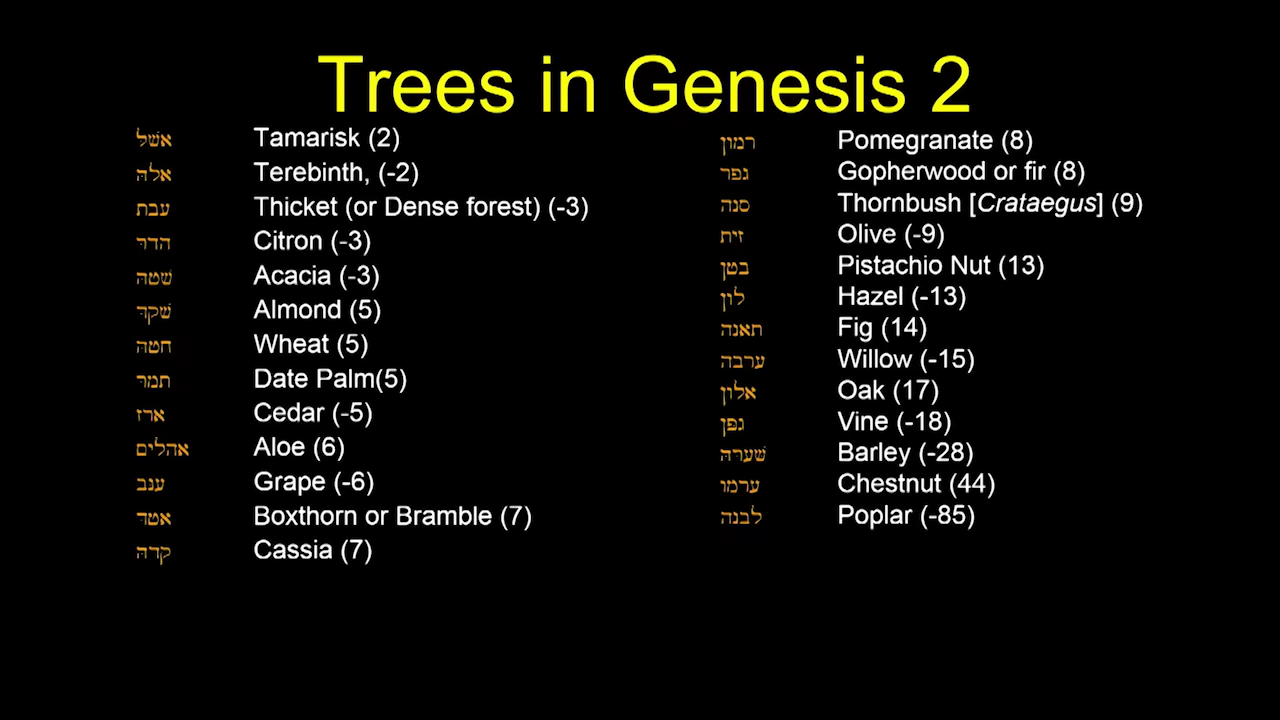 Trees in Genesis 2
אשל Tamarisk (2)
אלה Terebinth, (-2)
עבת Thicket (or Dense forest) (-3)
הדר Citron (-3)
שטה Acacia (-3)
שקד Almond (5)
חטה Wheat (5)
תמר Date Palm(5)
ארז Cedar (-5)
אהלים Aloe (6)
ענב Grape (-6)
אטד Boxthorn or Bramble (7)
קדה Cassia (7)
רמון Pomegranate (8)
גפר Gopherwood or fir (8)
סנה Thornbush [Crataegus] (9)
זית Olive (-9)
בטן Pistachio Nut (13)
לון Hazel (-13)
תאנה Fig (14)
ערבה Willow (-15)
אלון Oak (17)
גפן Vine (-18)
שערה Barley (-28)
ערמו Chestnut (44)
לבנה Poplar (-85)